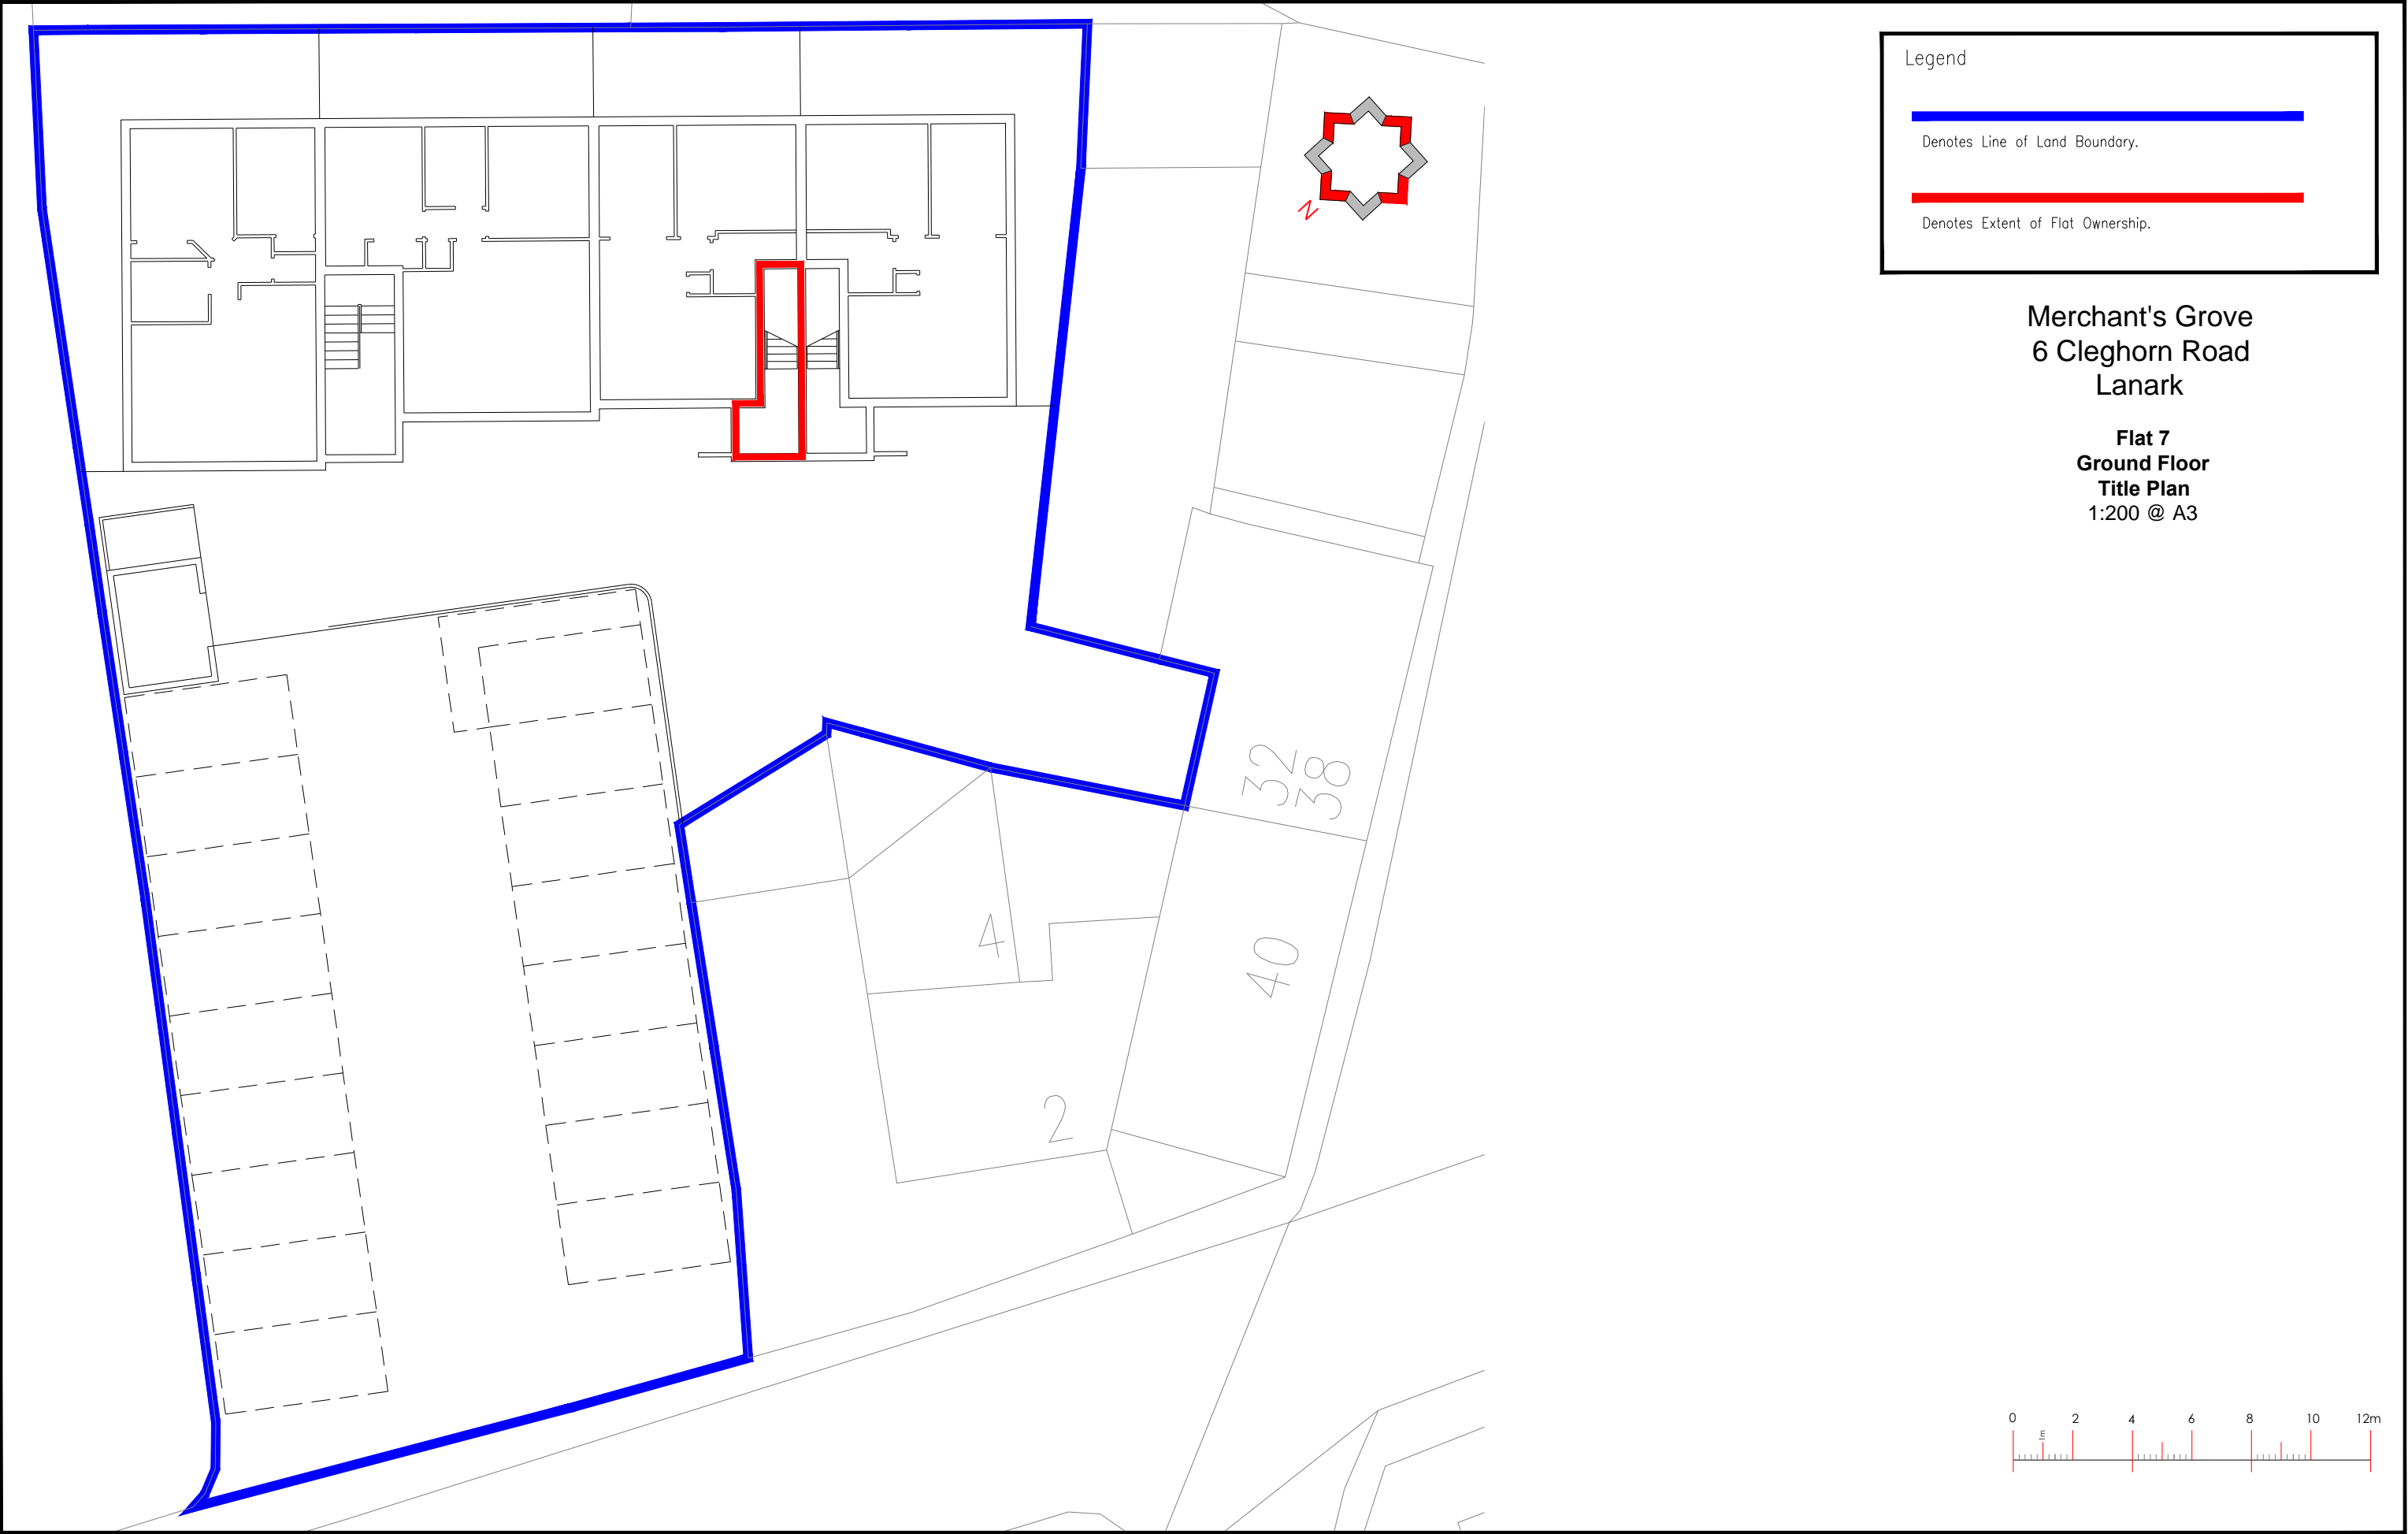 Legend
Denotes Line of Land Boundary.
Denotes Extent of Flat Ownership.
Merchant's Grove
6 Cleghorn Road
Lanark
Flat 7
Ground Floor
Title Plan
1:200 @ A3
N
32
38
4
40
2
0 2 4 6 8 10 12m
1m